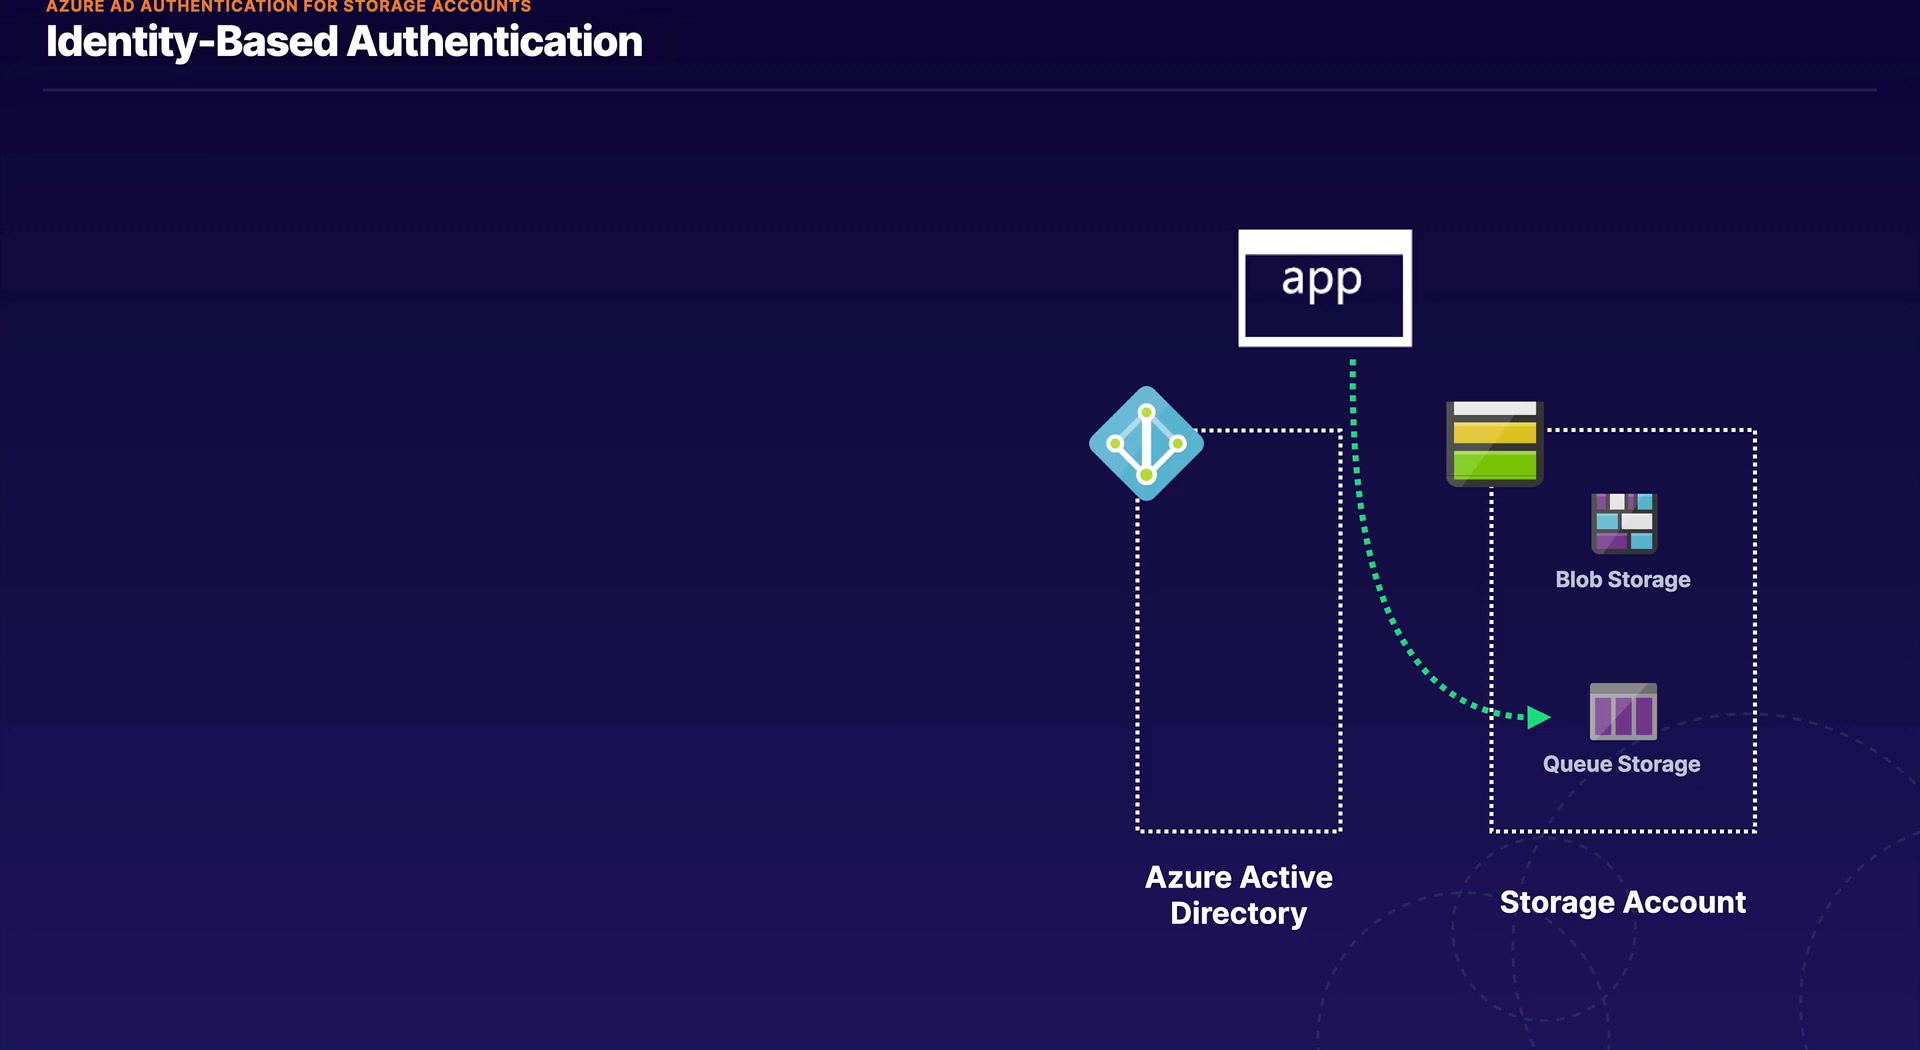 AZURE AD AUTHENTICATION FOR STORAGE ACCOUNTS
Identity-Based Authentication
app
Blob Storage
Queue Storage
Azure Active
Directory
Storage Account